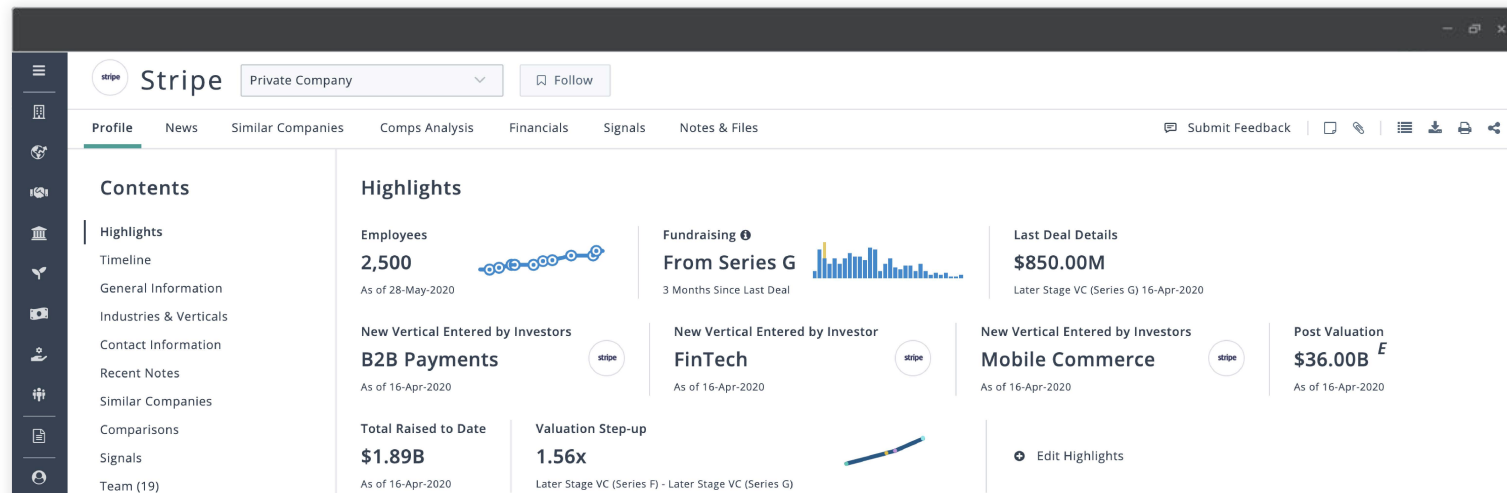 stripe Stripe Private Company Follow
Profile News Similar Companies Comps Analysis Financials Signals Notes & Files Submit Feedback
Contents
Highlights
Timeline
General Information
Industries & Verticals
Contact Information
Recent Notes
Similar Companies
Comparisons
Signals
Team (19)
Highlights
Employees
2,500
As of 28-May-2020
Fundraising
From Series G
3 Months Since Last Deal
Last Deal Details
$850.00M
Later Stage VC (Series G) 16-Apr-2020
New Vertical Entered by Investors
B2B Payments
As of 16-Apr-2020
stripe
New Vertical Entered by Investor
FinTech
As of 16-Apr-2020
stripe
New Vertical Entered by Investors
Mobile Commerce
As of 16-Apr-2020
stripe
Post Valuation
$36.00B E
As of 16-Apr-2020
Total Raised to Date
$1.89B
As of 16-Apr-2020
Valuation Step-up
1.56x
Later Stage VC (Series F) - Later Stage VC (Series G)
Edit Highlights